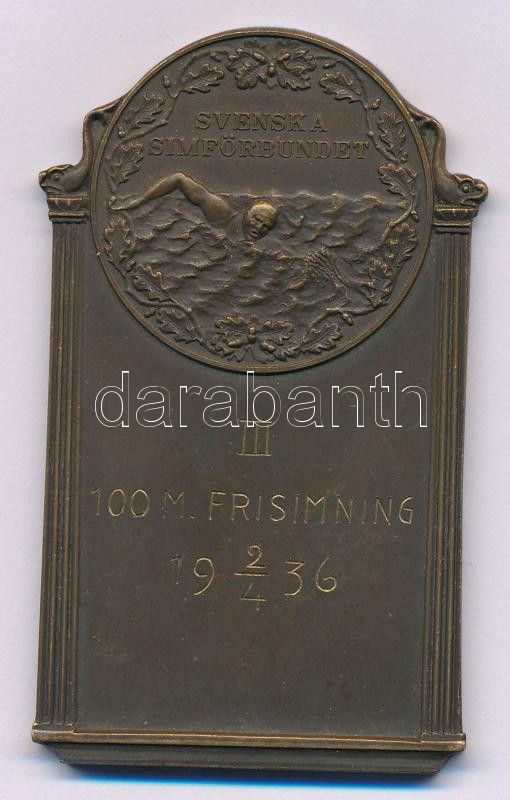 SVENSKA
SIMFÖRBUNDET
darabanth
III
100 M. FRISIMNING
19 2/4 36